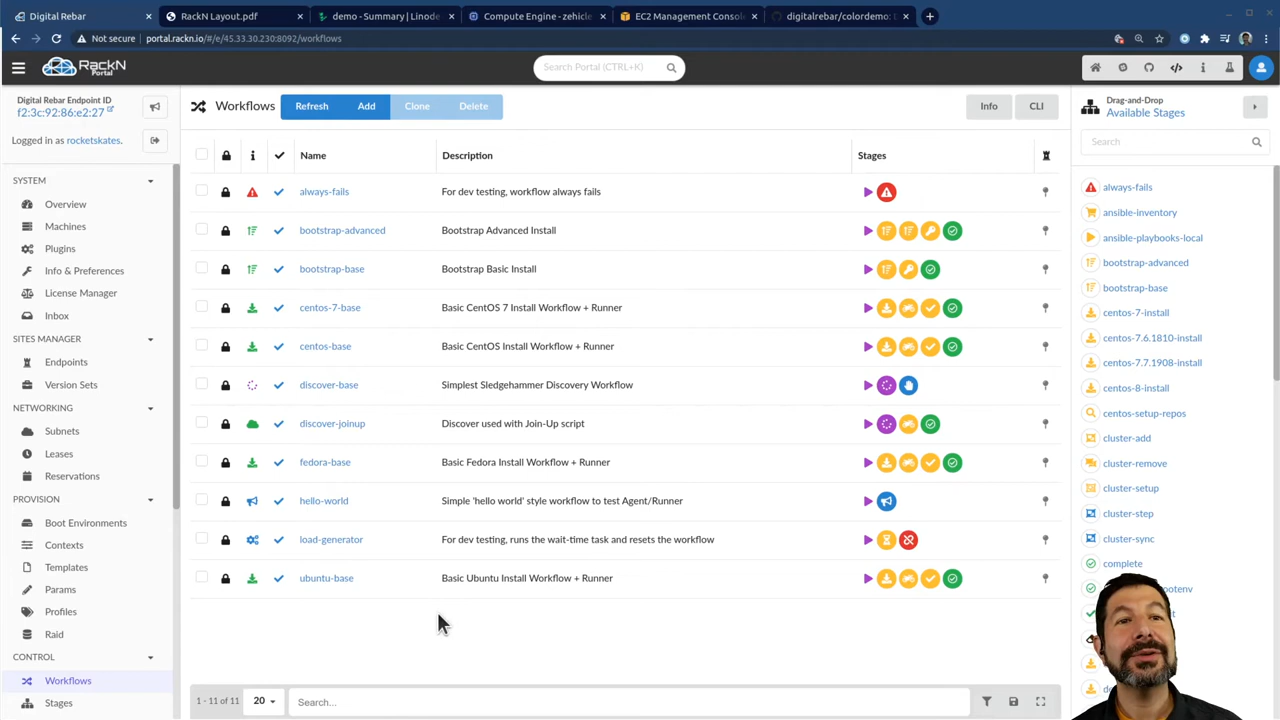 Digital Rebar
RackN Layout.pdf
demo - Summary | Linode
Compute Engine - zehicle
EC2 Management Console
digitalrebar/colordemo:
Not secure portal.rackn.io/#/e/45.33.30.230:8092/workflows
RackN
Portal
Search Portal (CTRL+K)
Digital Rebar Endpoint ID
f2:3c:92:86:e2:27
Logged in as rocketskates.
SYSTEM
Overview
Machines
Plugins
Info & Preferences
License Manager
Inbox
SITES MANAGER
Endpoints
Version Sets
NETWORKING
Subnets
Leases
Reservations
PROVISION
Boot Environments
Contexts
Templates
Params
Profiles
Raid
CONTROL
Workflows
Stages
Workflows Refresh Add Clone Delete Info CLI
Name Description Stages
always-fails For dev testing, workflow always fails
bootstrap-advanced Bootstrap Advanced Install
bootstrap-base Bootstrap Basic Install
centos-7-base Basic CentOS 7 Install Workflow + Runner
centos-base Basic CentOS Install Workflow + Runner
discover-base Simplest Sledgehammer Discovery Workflow
discover-joinup Discover used with Join-Up script
fedora-base Basic Fedora Install Workflow + Runner
hello-world Simple 'hello world' style workflow to test Agent/Runner
load-generator For dev testing, runs the wait-time task and resets the workflow
ubuntu-base Basic Ubuntu Install Workflow + Runner
1 - 11 of 11 20 Search...
Drag-and-Drop
Available Stages
Search
always-fails
ansible-inventory
ansible-playbooks-local
bootstrap-advanced
bootstrap-base
centos-7-install
centos-7.6.1810-install
centos-7.7.1908-install
centos-8-install
centos-setup-repos
cluster-add
cluster-remove
cluster-setup
cluster-step
cluster-sync
complete